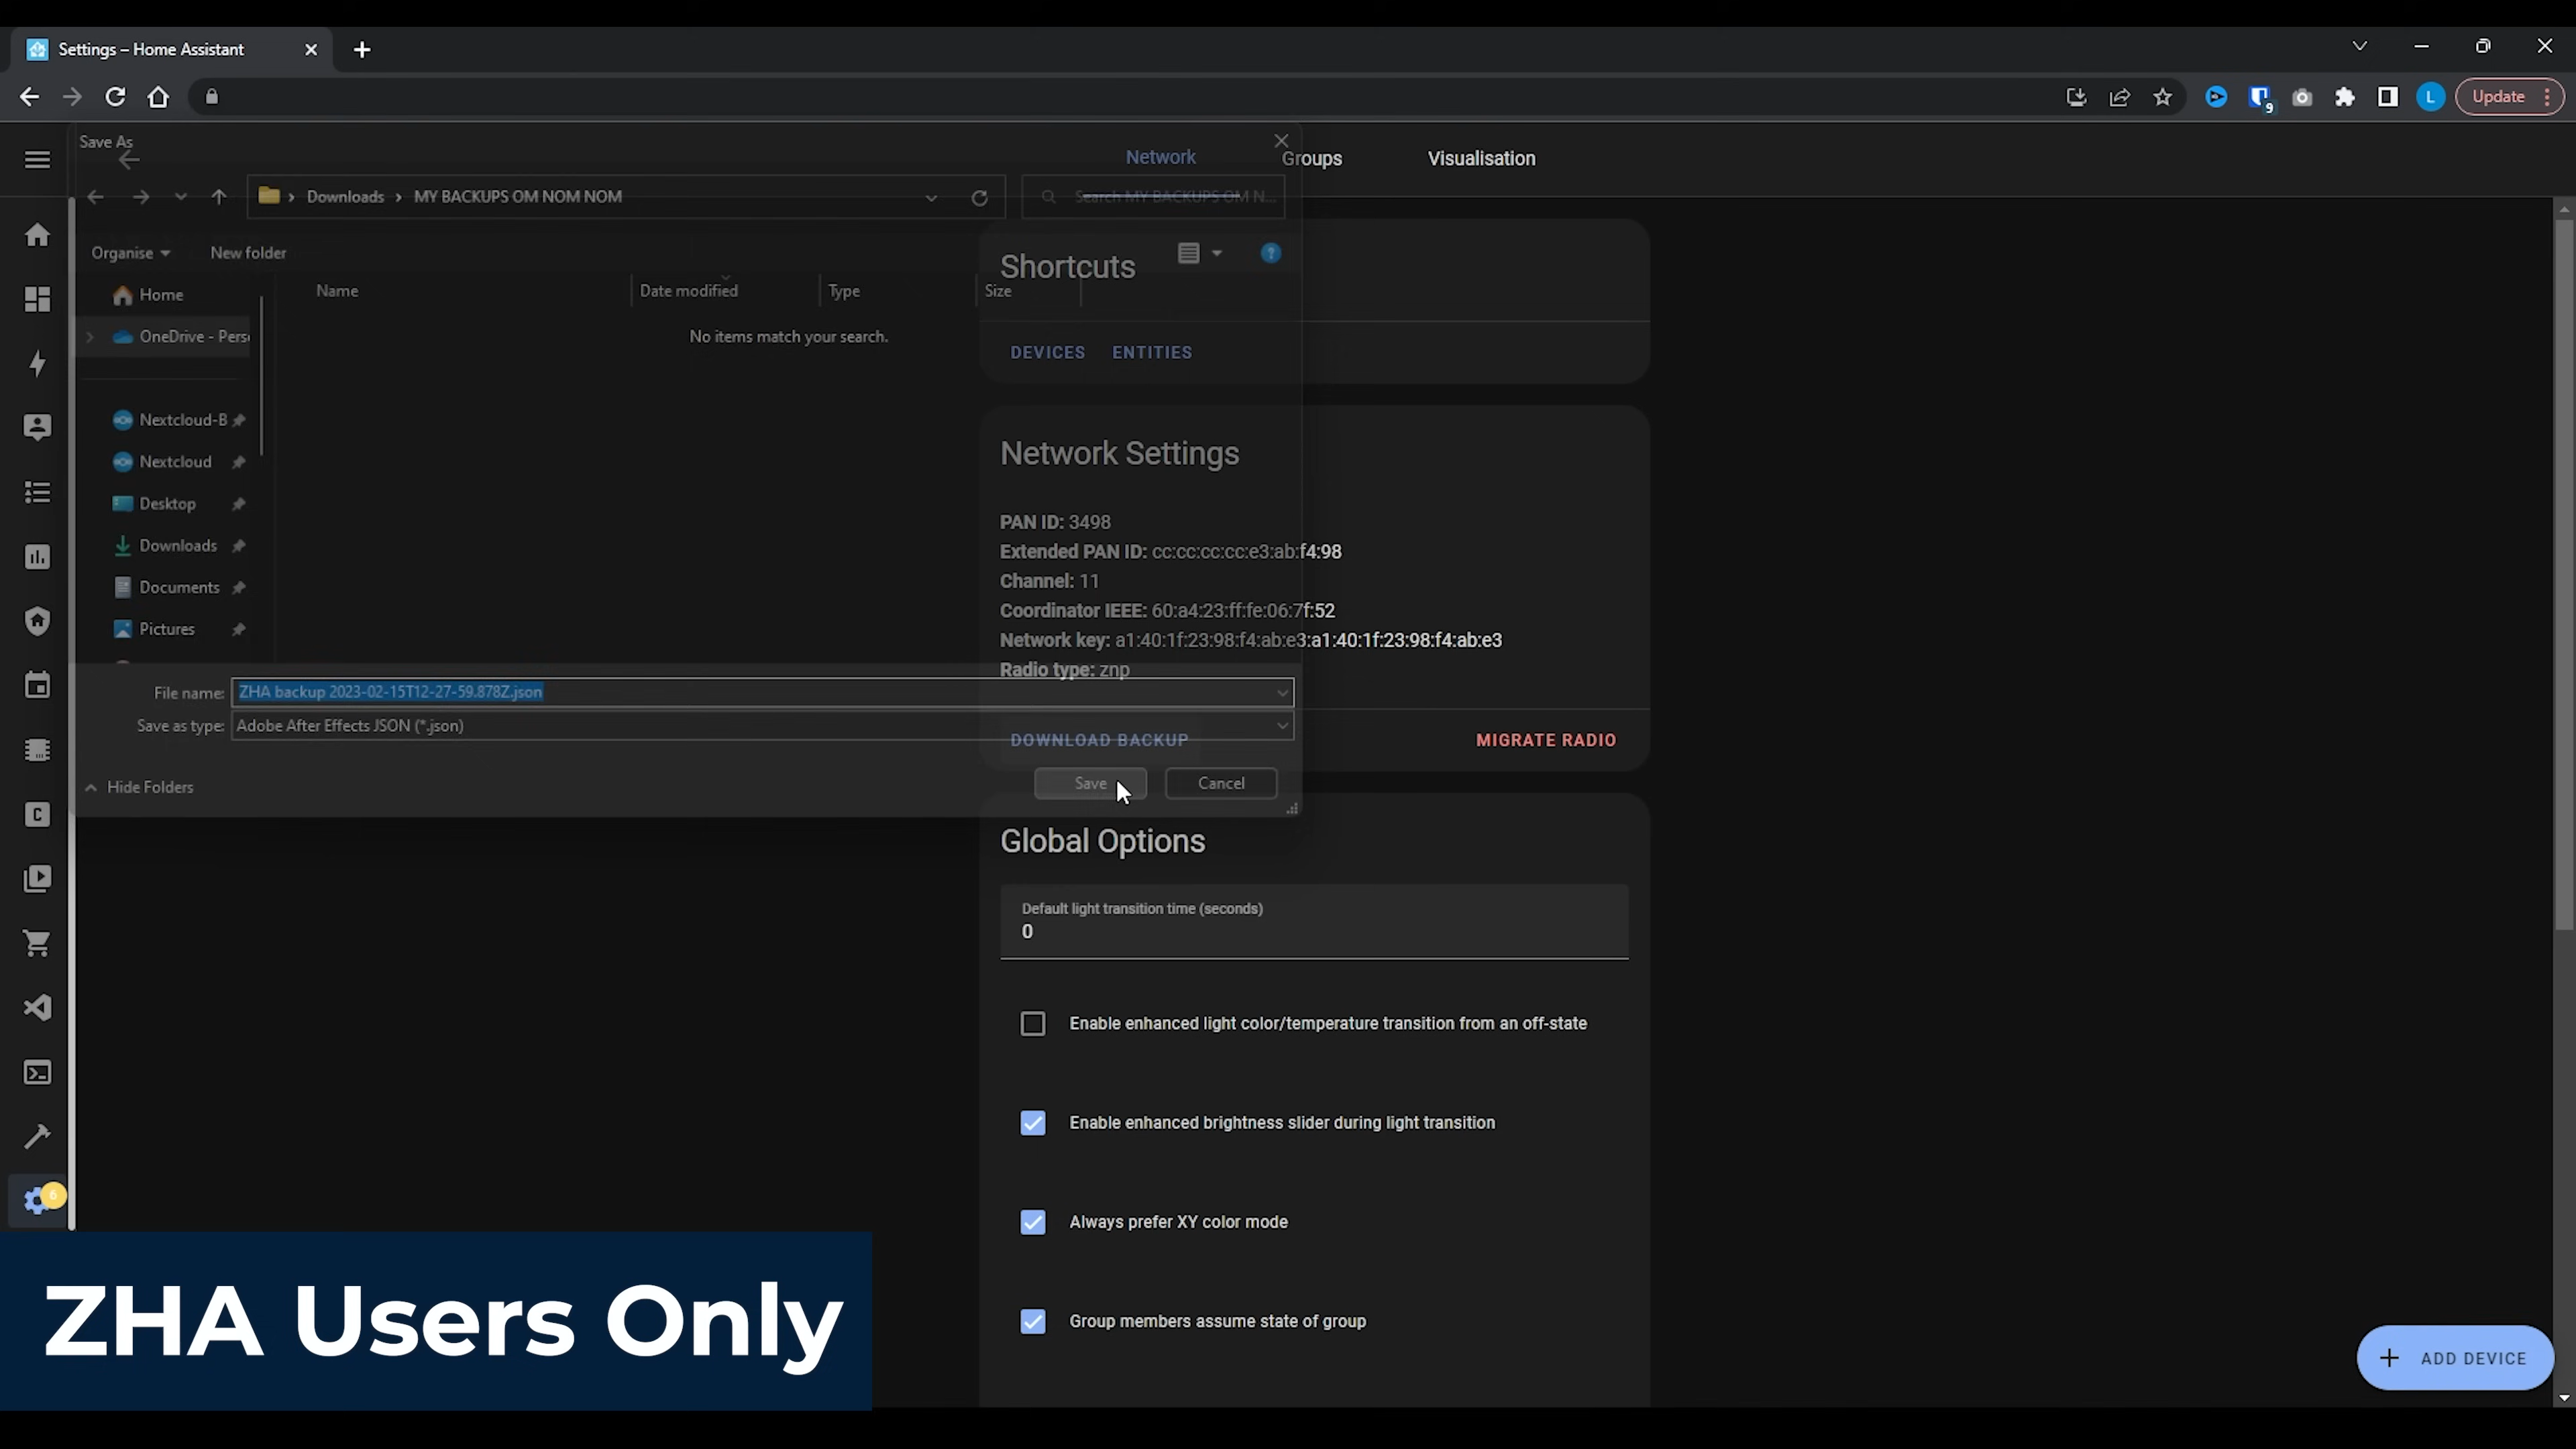 Settings – Home Assistant
Update
9
L
Save As
Network
Groups
Visualisation
Downloads
MY BACKUPS OM NOM NOM
Search MY BACKUPS OM N...
Organise
New folder
Shortcuts
Name
Date modified
Type
Size
No items match your search.
DEVICES
ENTITIES
Home
OneDrive - Pers
Nextcloud-B
Nextcloud
Desktop
Downloads
Documents
Pictures
Network Settings
PAN ID: 3498
Extended PAN ID: cc:cc:cc:cc:e3:ab:f4:98
Channel: 11
Coordinator IEEE: 60:a4:23:ff:fe:06:7f:52
Network key: a1:40:1f:23:98:f4:ab:e3:a1:40:1f:23:98:f4:ab:e3
Radio type: znp
File name: ZHA backup 2023-02-15T12-27-59.878Z.json
Save as type: Adobe After Effects JSON (*.json)
DOWNLOAD BACKUP
MIGRATE RADIO
Hide Folders
Save
Cancel
Global Options
Default light transition time (seconds)
0
Enable enhanced light color/temperature transition from an off-state
Enable enhanced brightness slider during light transition
Always prefer XY color mode
Group members assume state of group
6
ZHA Users Only
ADD DEVICE